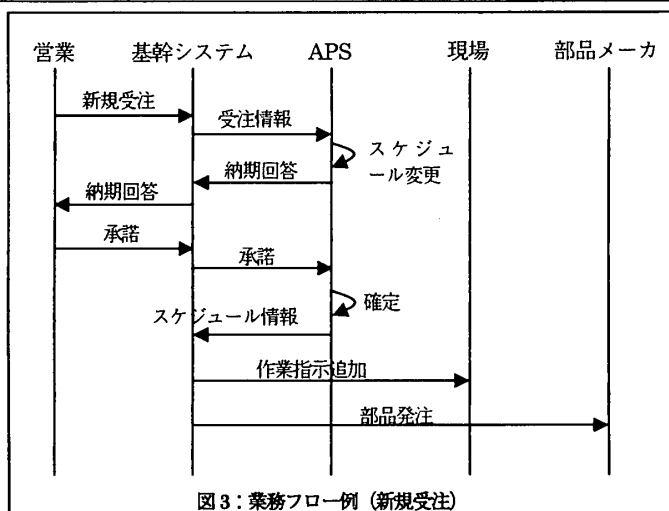 営業 基幹システム APS 現場 部品メーカ
新規受注
受注情報
スケジュ
ール変更
納期回答
納期回答
承諾
承諾
確定
スケジュール情報
作業指示追加
部品発注
図3:業務フロー例(新規受注)